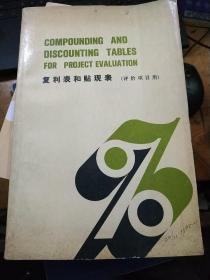 COMPOUNDING AND
DISCOUNTING TABLES
FOR PROJECT EVALUATION
复利表和贴现表 (评价项目用)
%